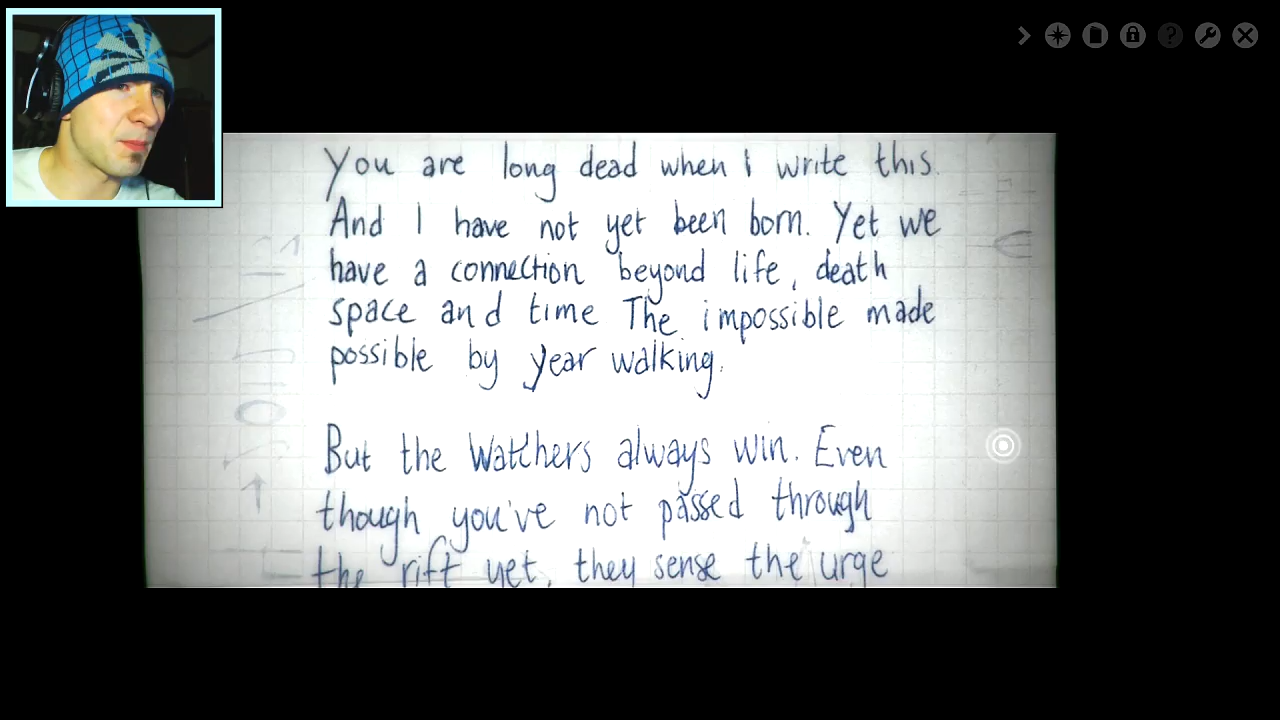 You are long dead when I write this.
And I have not yet been born. Yet we
have a connection beyond life, death
space and time The impossible made
possible by year walking.
But the Watchers always win. Even
though you've not passed through
the rift yet, they sense the urge